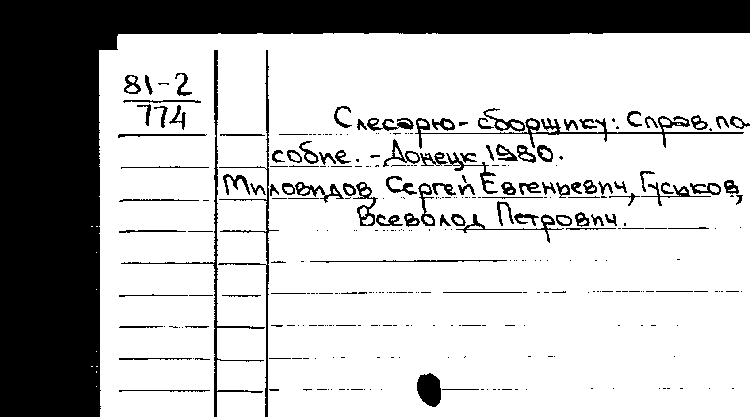 81-2
774
Слесарю-сборщику: Справ. по
собие. - Донецк, 1980.
Миловидов, Сергей Евгеньевич, Гуськов,
Всеволод Петрович.